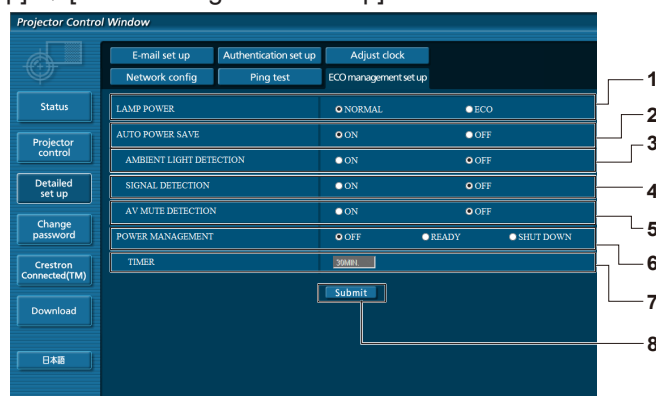 Projector Control Window
E-mail set up Authentication set up Adjust clock
Network config Ping test ECO management set up
Status
Projector control
Detailed set up
Change password
Crestron Connected(TM)
Download
日本語
LAMP POWER NORMAL ECO 1
AUTO POWER SAVE ON OFF 2
AMBIENT LIGHT DETECTION ON OFF 3
SIGNAL DETECTION ON OFF 4
AV MUTE DETECTION ON OFF 5
POWER MANAGEMENT OFF READY SHUT DOWN 6
TIMER 30MIN. 7
Submit 8